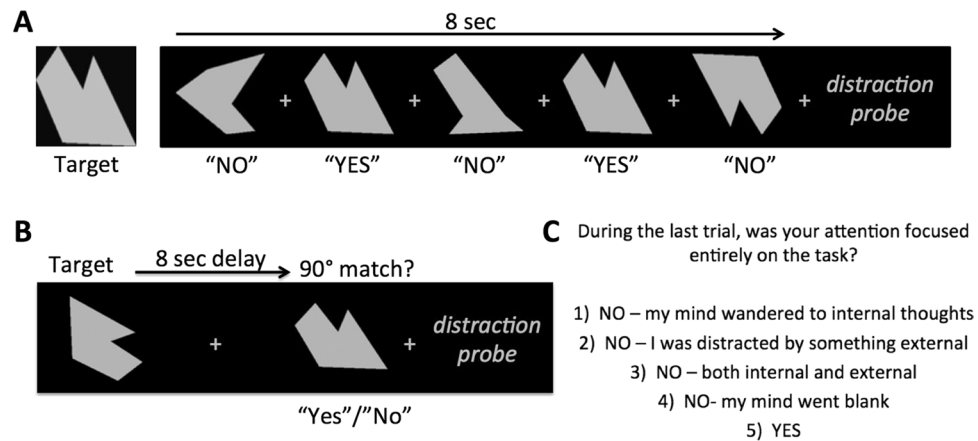 A
8 sec
+ + + + + distraction
probe
Target
"NO" "YES" "NO" "YES" "NO"
B
Target 8 sec delay 90° match?
+ + distraction
probe
"Yes"/"No"
C During the last trial, was your attention focused
entirely on the task?
1) NO – my mind wandered to internal thoughts
2) NO – I was distracted by something external
3) NO – both internal and external
4) NO- my mind went blank
5) YES